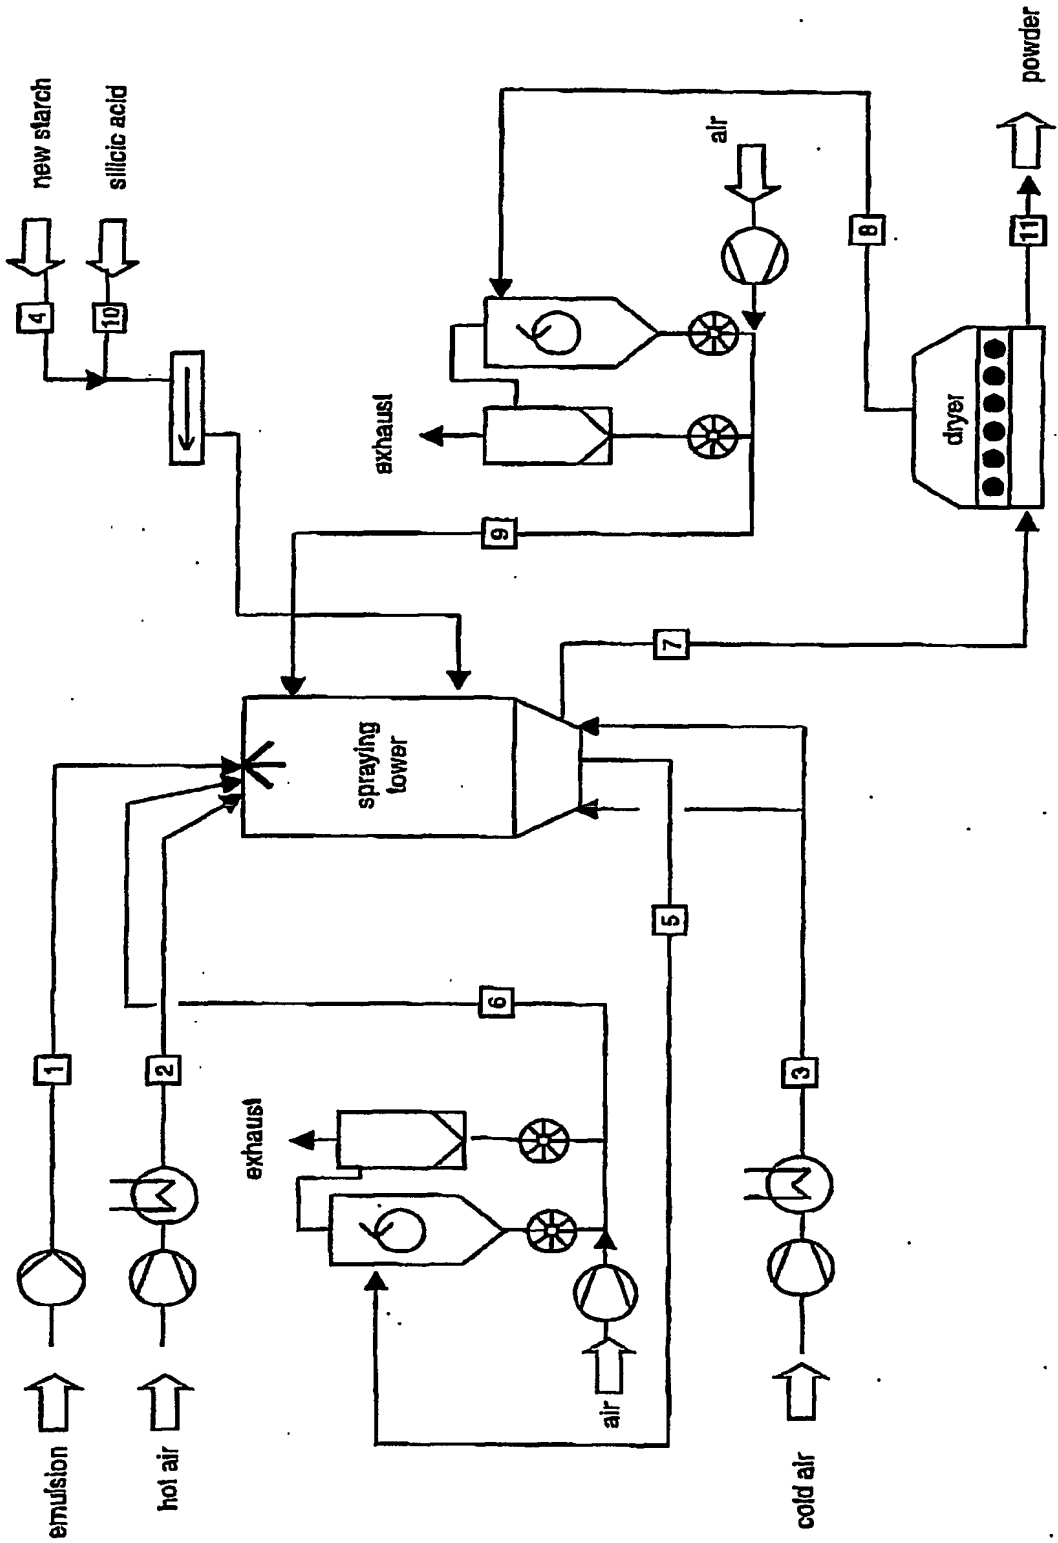 emulsion
1
4
new starch
hot air
2
10
silicic acid
exhaust
spraying
tower
exhaust
6
9
air
5
7
air
cold air
3
8
dryer
11
powder